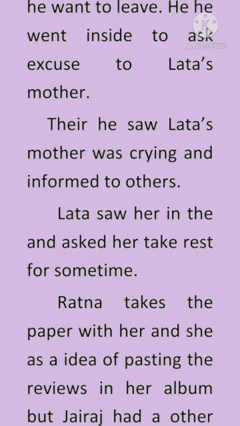 he want to leave. He he
went inside to ask
excuse to Lata's
mother.
Their he saw Lata's
mother was crying and
informed to others.
Lata saw her in the
and asked her take rest
for sometime.
Ratna takes the
paper with her and she
as a idea of pasting the
reviews in her album
but Jairaj had a other